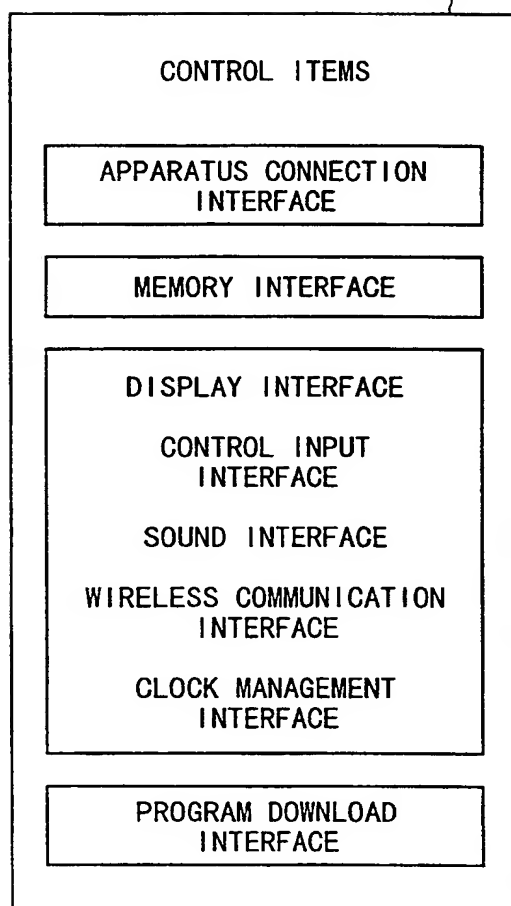 CONTROL ITEMS
APPARATUS CONNECTION
INTERFACE
MEMORY INTERFACE
DISPLAY INTERFACE
CONTROL INPUT
INTERFACE
SOUND INTERFACE
WIRELESS COMMUNICATION
INTERFACE
CLOCK MANAGEMENT
INTERFACE
PROGRAM DOWNLOAD
INTERFACE